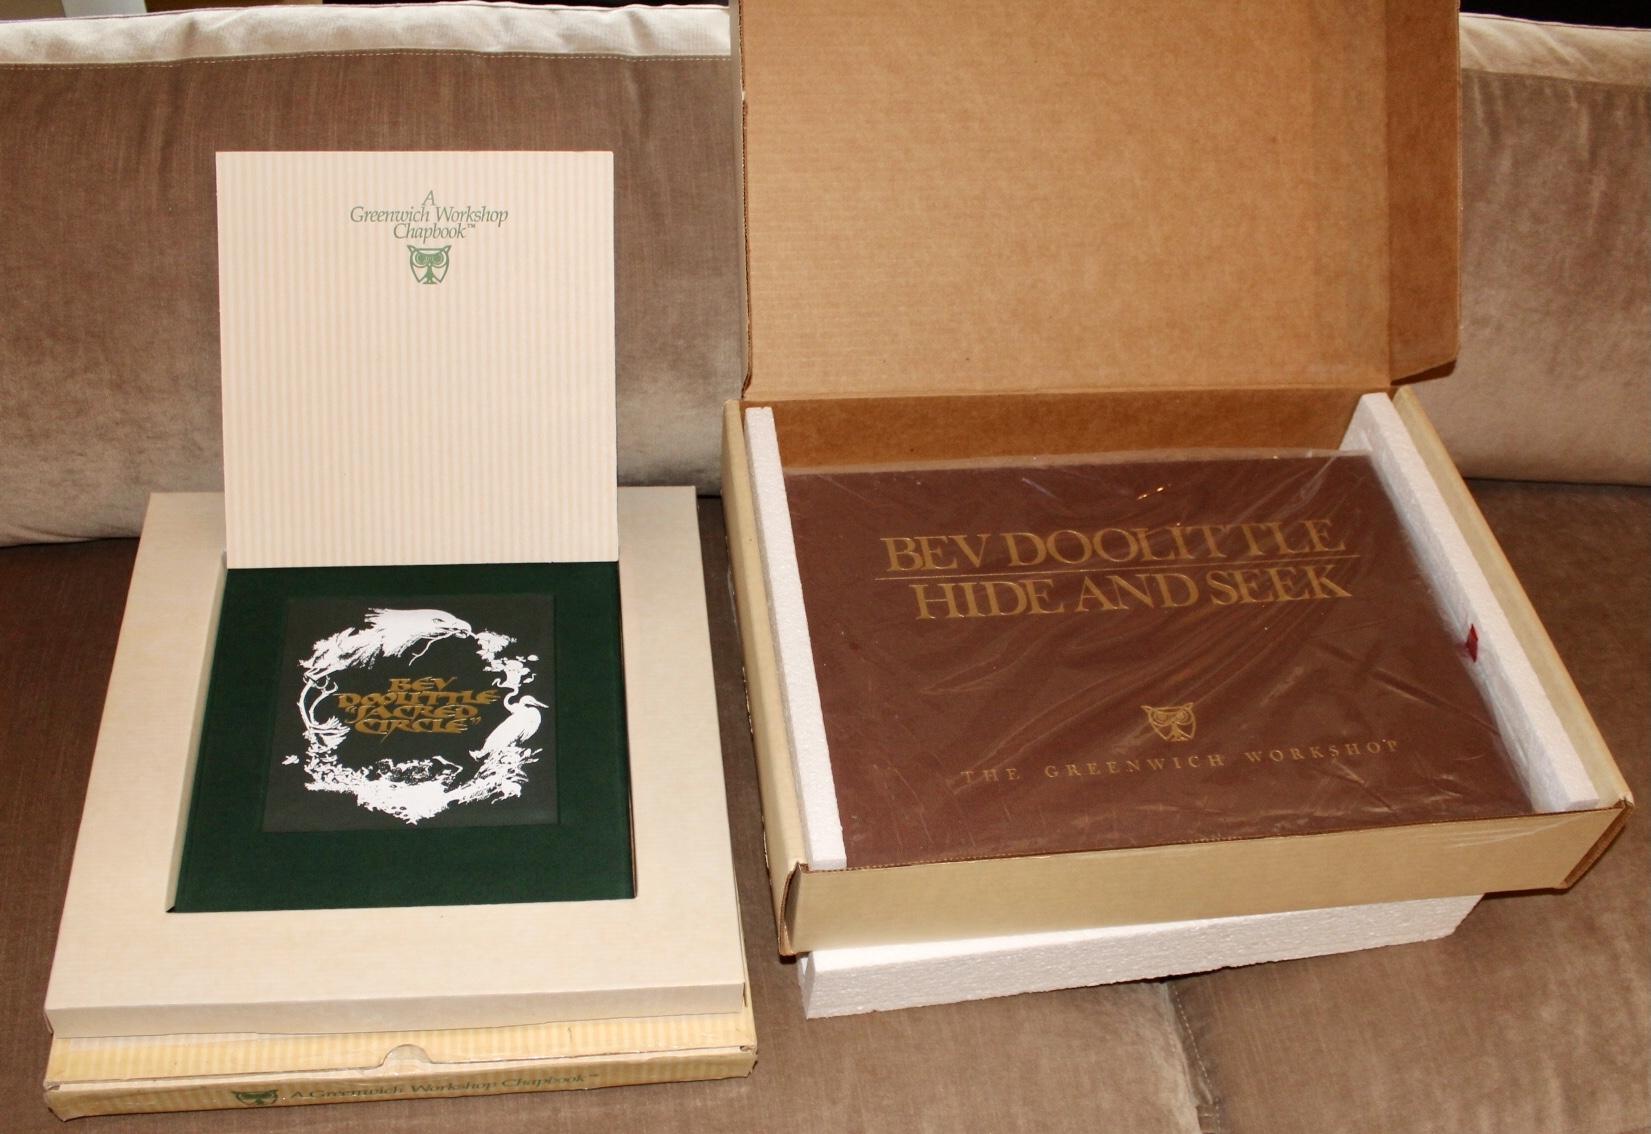 A
Greenwich Workshop
Chapbook™
BEV
DOOLITTLE
"SACRED
CIRCLE"
A Greenwich Workshop Chapbook™
BEV DOOLITTLE
HIDE AND SEEK
THE GREENWICH WORKSHOP